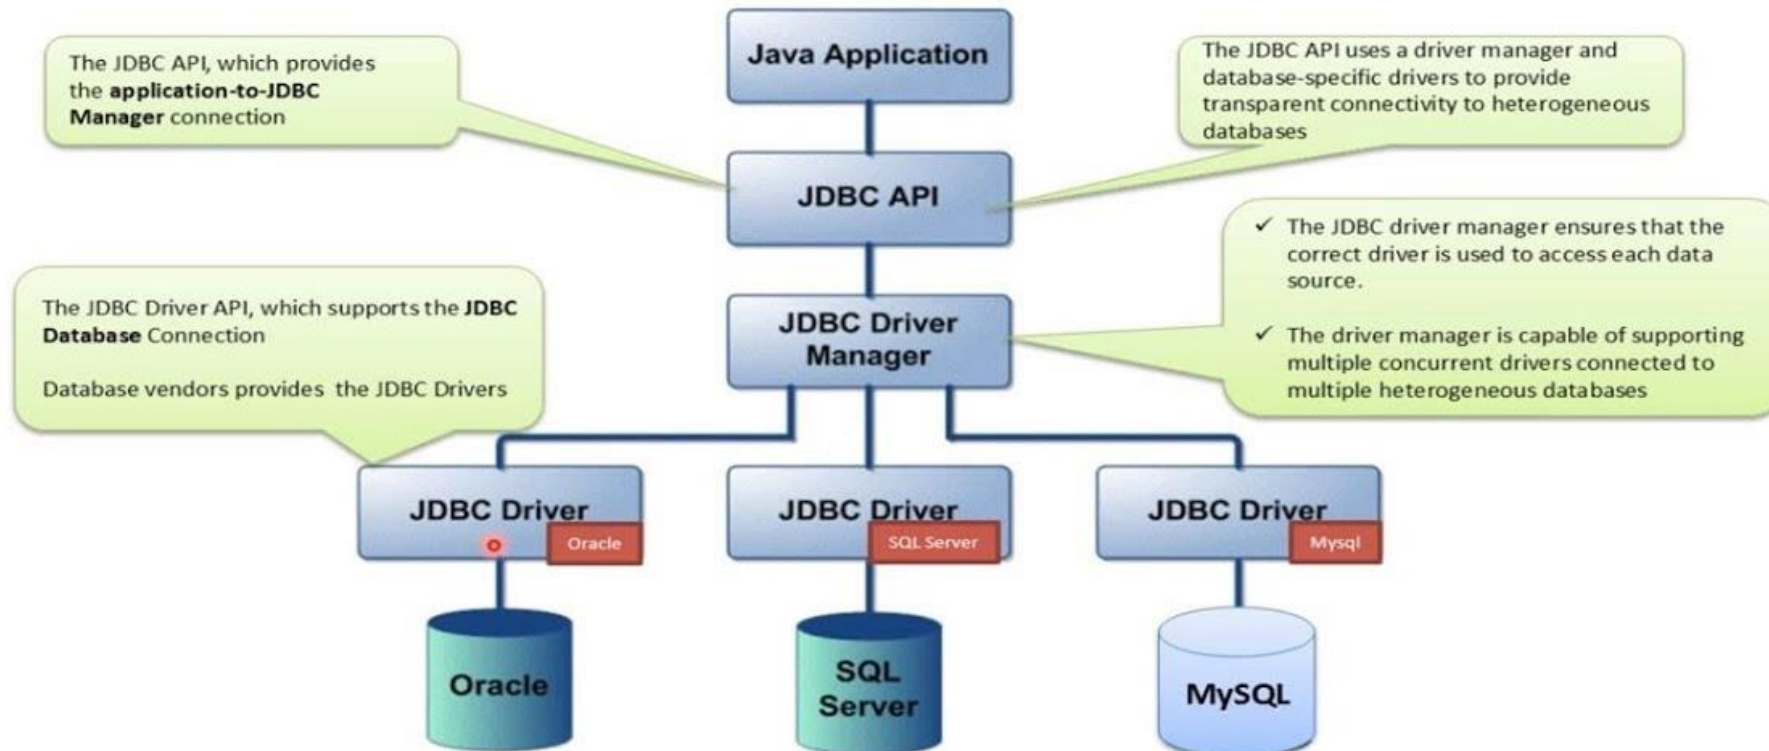 Java Application
The JDBC API, which provides
the application-to-JDBC
Manager connection
The JDBC API uses a driver manager and
database-specific drivers to provide
transparent connectivity to heterogeneous
databases
JDBC API
✓ The JDBC driver manager ensures that the
correct driver is used to access each data
source.
✓ The driver manager is capable of supporting
multiple concurrent drivers connected to
multiple heterogeneous databases
The JDBC Driver API, which supports the JDBC
Database Connection
Database vendors provides the JDBC Drivers
JDBC Driver
Manager
JDBC Driver
Oracle
JDBC Driver
SQL Server
JDBC Driver
Mysql
Oracle
SQL
Server
MySQL